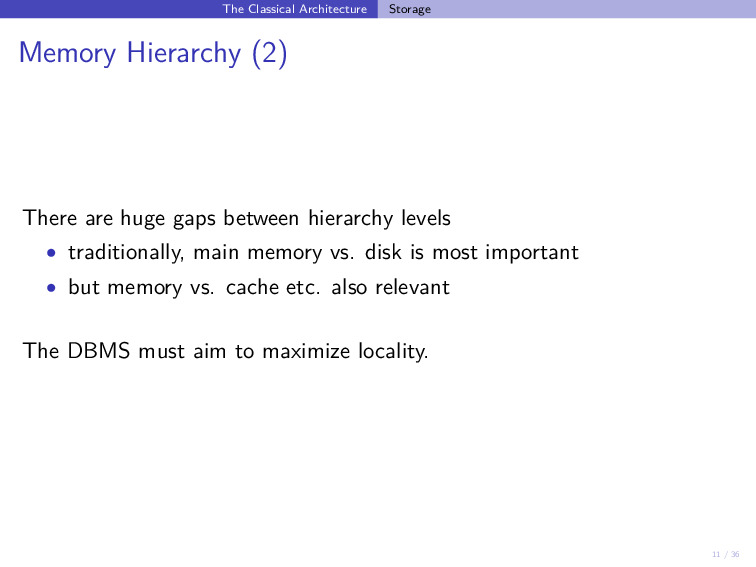 The Classical Architecture Storage
Memory Hierarchy (2)
There are huge gaps between hierarchy levels
• traditionally, main memory vs. disk is most important
• but memory vs. cache etc. also relevant
The DBMS must aim to maximize locality.
11 / 36